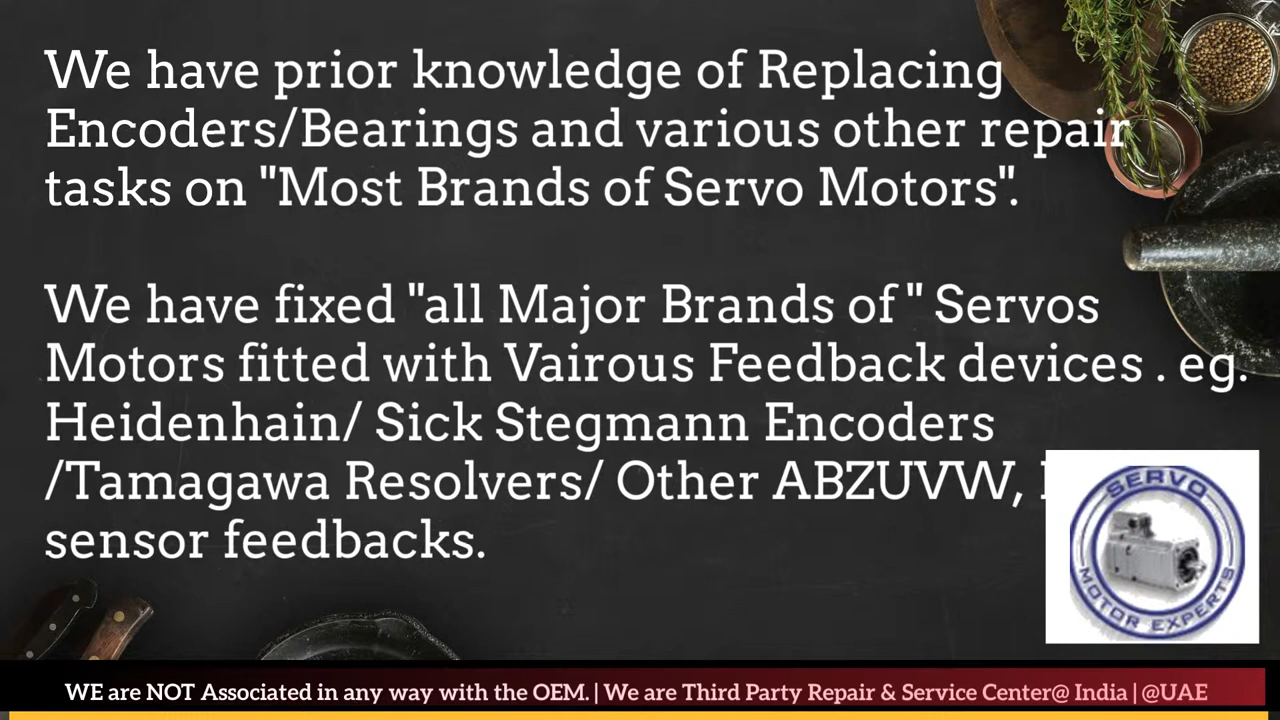 We have prior knowledge of Replacing
Encoders/Bearings and various other repair
tasks on "Most Brands of Servo Motors".
We have fixed "all Major Brands of " Servos
Motors fitted with Vairous Feedback devices . eg.
Heidenhain/ Sick Stegmann Encoders
/Tamagawa Resolvers/ Other ABZUVW,
sensor feedbacks.
SERVO
MOTOR EXPERTS
WE are NOT Associated in any way with the OEM. | We are Third Party Repair & Service Center@ India | @UAE